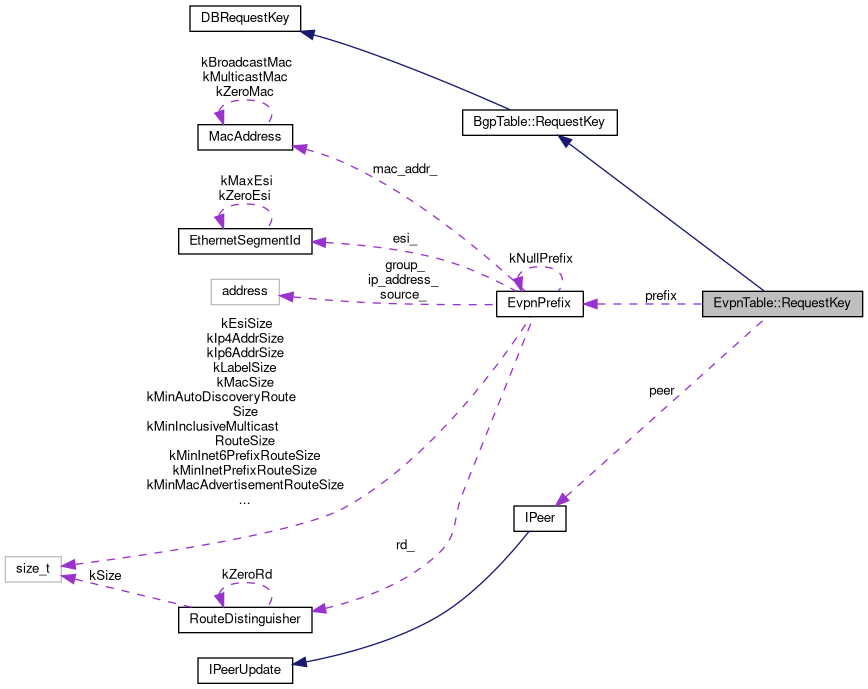 DBRequestKey
kBroadcastMac
kMulticastMac
kZeroMac
MacAddress
BgpTable::RequestKey
mac_addr_
kMaxEsi
kZeroEsi
EthernetSegmentId
esi_
group_
ip_address_
source_
address
kNullPrefix
EvpnPrefix
prefix
EvpnTable::RequestKey
kEsiSize
kIp4AddrSize
kIp6AddrSize
kLabelSize
kMacSize
kMinAutoDiscoveryRoute
Size
kMinInclusiveMulticast
RouteSize
kMinInet6PrefixRouteSize
kMinInetPrefixRouteSize
kMinMacAdvertisementRouteSize
...
peer
IPeer
rd_
size_t
kSize
kZeroRd
RouteDistinguisher
IPeerUpdate